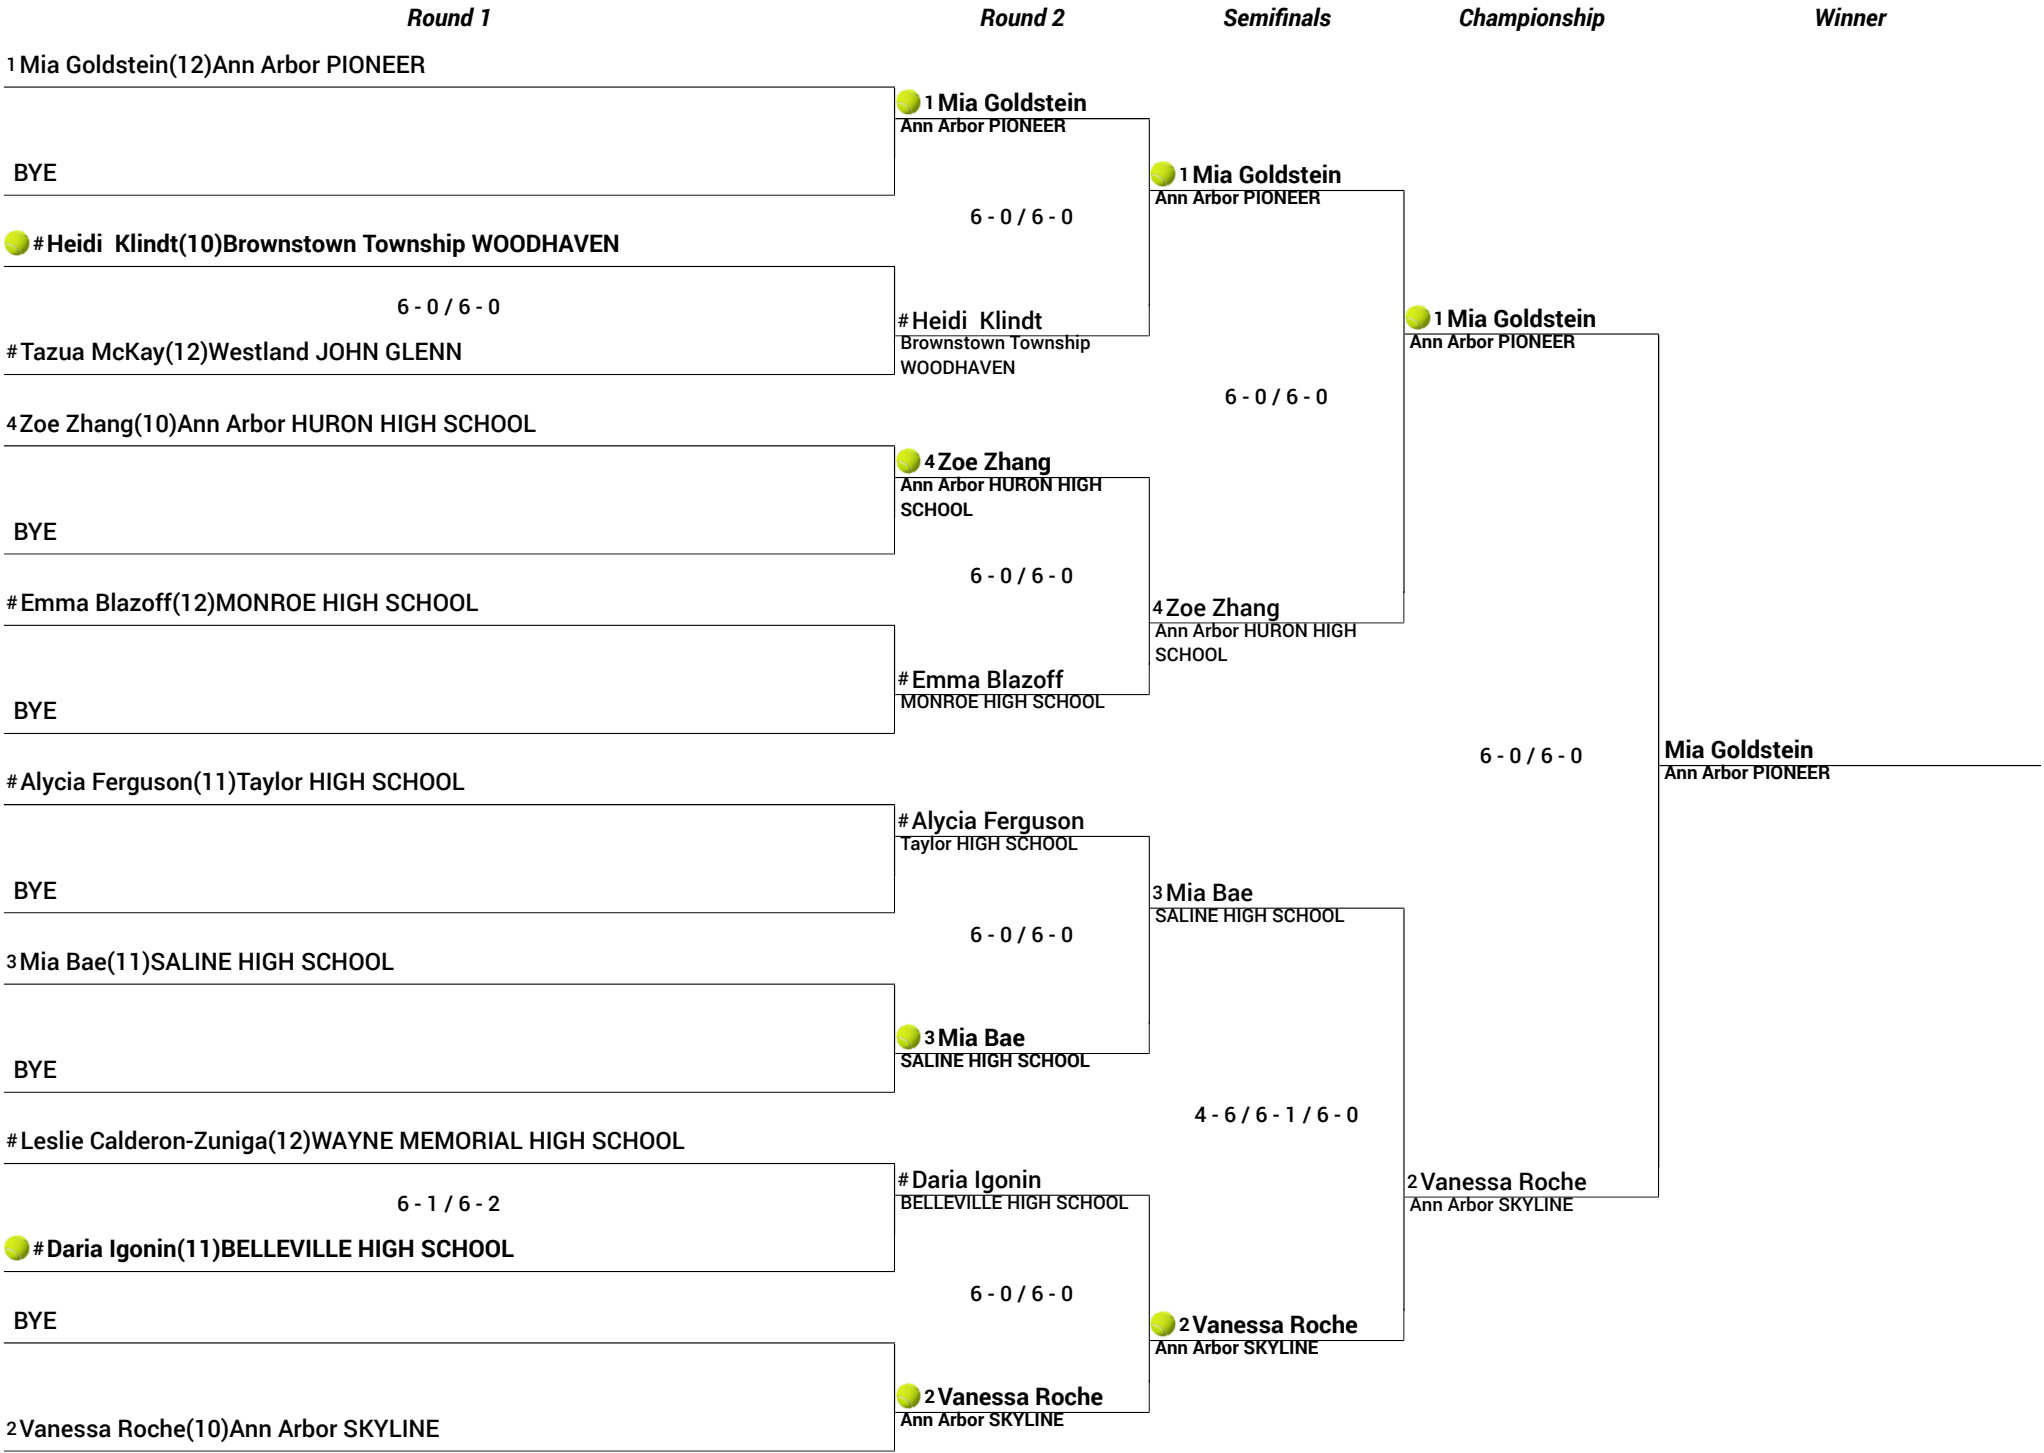 Round 1
Round 2
Semifinals
Championship
Winner
1 Mia Goldstein(12)Ann Arbor PIONEER
BYE
# Heidi  Klindt(10)Brownstown Township WOODHAVEN
6 - 0 / 6 - 0
# Tazua McKay(12)Westland JOHN GLENN
4 Zoe Zhang(10)Ann Arbor HURON HIGH SCHOOL
BYE
# Emma Blazoff(12)MONROE HIGH SCHOOL
BYE
# Alycia Ferguson(11)Taylor HIGH SCHOOL
BYE
3 Mia Bae(11)SALINE HIGH SCHOOL
BYE
# Leslie Calderon-Zuniga(12)WAYNE MEMORIAL HIGH SCHOOL
6 - 1 / 6 - 2
# Daria Igonin(11)BELLEVILLE HIGH SCHOOL
BYE
2 Vanessa Roche(10)Ann Arbor SKYLINE
1 Mia Goldstein
Ann Arbor PIONEER
6 - 0 / 6 - 0
# Heidi  Klindt
Brownstown Township
WOODHAVEN
4 Zoe Zhang
Ann Arbor HURON HIGH
SCHOOL
6 - 0 / 6 - 0
# Emma Blazoff
MONROE HIGH SCHOOL
# Alycia Ferguson
Taylor HIGH SCHOOL
6 - 0 / 6 - 0
3 Mia Bae
SALINE HIGH SCHOOL
# Daria Igonin
BELLEVILLE HIGH SCHOOL
6 - 0 / 6 - 0
2 Vanessa Roche
Ann Arbor SKYLINE
1 Mia Goldstein
Ann Arbor PIONEER
6 - 0 / 6 - 0
4 Zoe Zhang
Ann Arbor HURON HIGH
SCHOOL
3 Mia Bae
SALINE HIGH SCHOOL
4 - 6 / 6 - 1 / 6 - 0
2 Vanessa Roche
Ann Arbor SKYLINE
1 Mia Goldstein
Ann Arbor PIONEER
6 - 0 / 6 - 0
2 Vanessa Roche
Ann Arbor SKYLINE
Mia Goldstein
Ann Arbor PIONEER